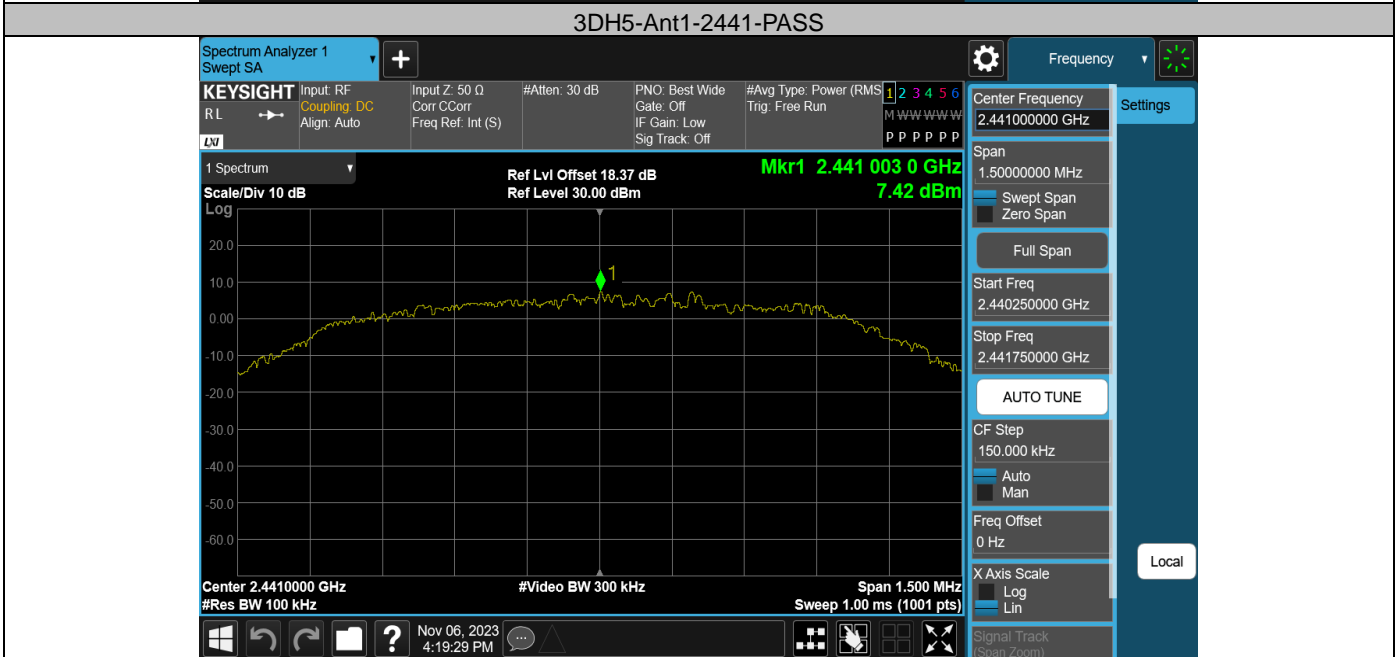 3DH5-Ant1-2441-PASS
Spectrum Analyzer 1
Swept SA
+
Frequency
KEYSIGHT
RL
LXI
Input: RF
Coupling: DC
Align: Auto
Input Z: 50 Ω
Corr CCorr
Freq Ref: Int (S)
#Atten: 30 dB
PNO: Best Wide
Gate: Off
IF Gain: Low
Sig Track: Off
#Avg Type: Power (RMS
Trig: Free Run
1 2 3 4 5 6
M W W W W W
P P P P P P
1 Spectrum
Scale/Div 10 dB
Log
Ref Lvl Offset 18.37 dB
Ref Level 30.00 dBm
Mkr1 2.441 003 0 GHz
7.42 dBm
1
20.0
10.0
0.00
-10.0
-20.0
-30.0
-40.0
-50.0
-60.0
Center 2.4410000 GHz
#Res BW 100 kHz
#Video BW 300 kHz
Span 1.500 MHz
Sweep 1.00 ms (1001 pts)
Center Frequency
2.441000000 GHz
Settings
Span
1.50000000 MHz
Swept Span
Zero Span
Full Span
Start Freq
2.440250000 GHz
Stop Freq
2.441750000 GHz
AUTO TUNE
CF Step
150.000 kHz
Auto
Man
Freq Offset
0 Hz
X Axis Scale
Log
Lin
Signal Track
(Span Zoom)
Local
?
Nov 06, 2023
4:19:29 PM